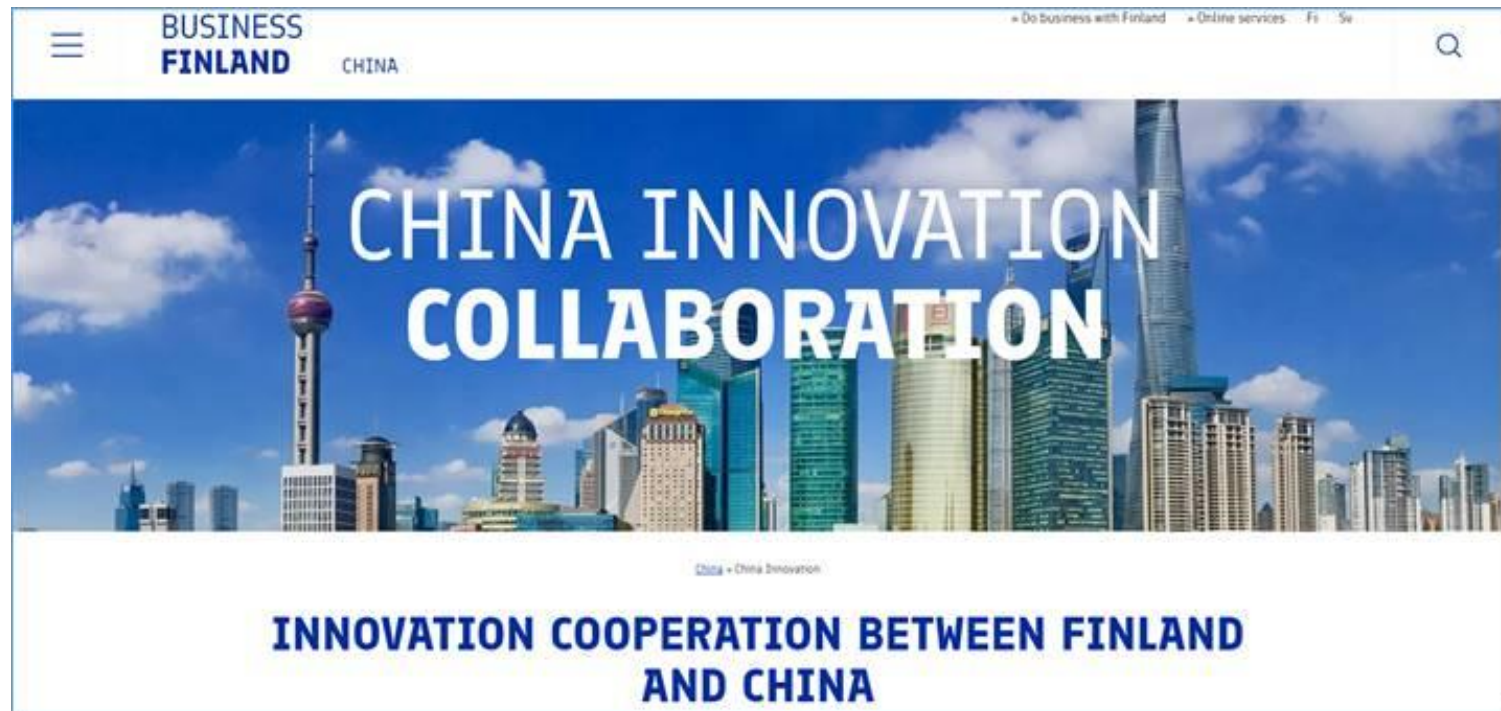 » Do business with Finland » Online services Fi Sv
BUSINESS
FINLAND CHINA
CHINA INNOVATION
COLLABORATION
China » China Innovation
INNOVATION COOPERATION BETWEEN FINLAND
AND CHINA